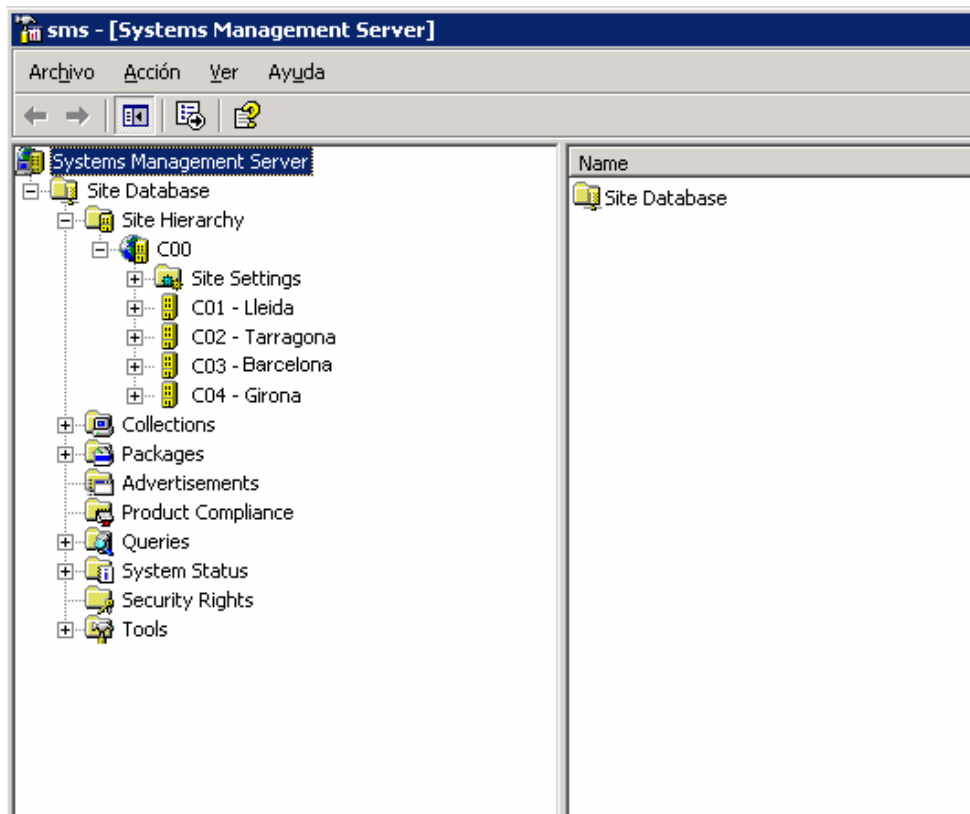 sms - [Systems Management Server]
Archivo Acción Ver Ayuda
Systems Management Server
Site Database
Site Hierarchy
C00
Site Settings
C01 - Lleida
C02 - Tarragona
C03 - Barcelona
C04 - Girona
Collections
Packages
Advertisements
Product Compliance
Queries
System Status
Security Rights
Tools
Name
Site Database